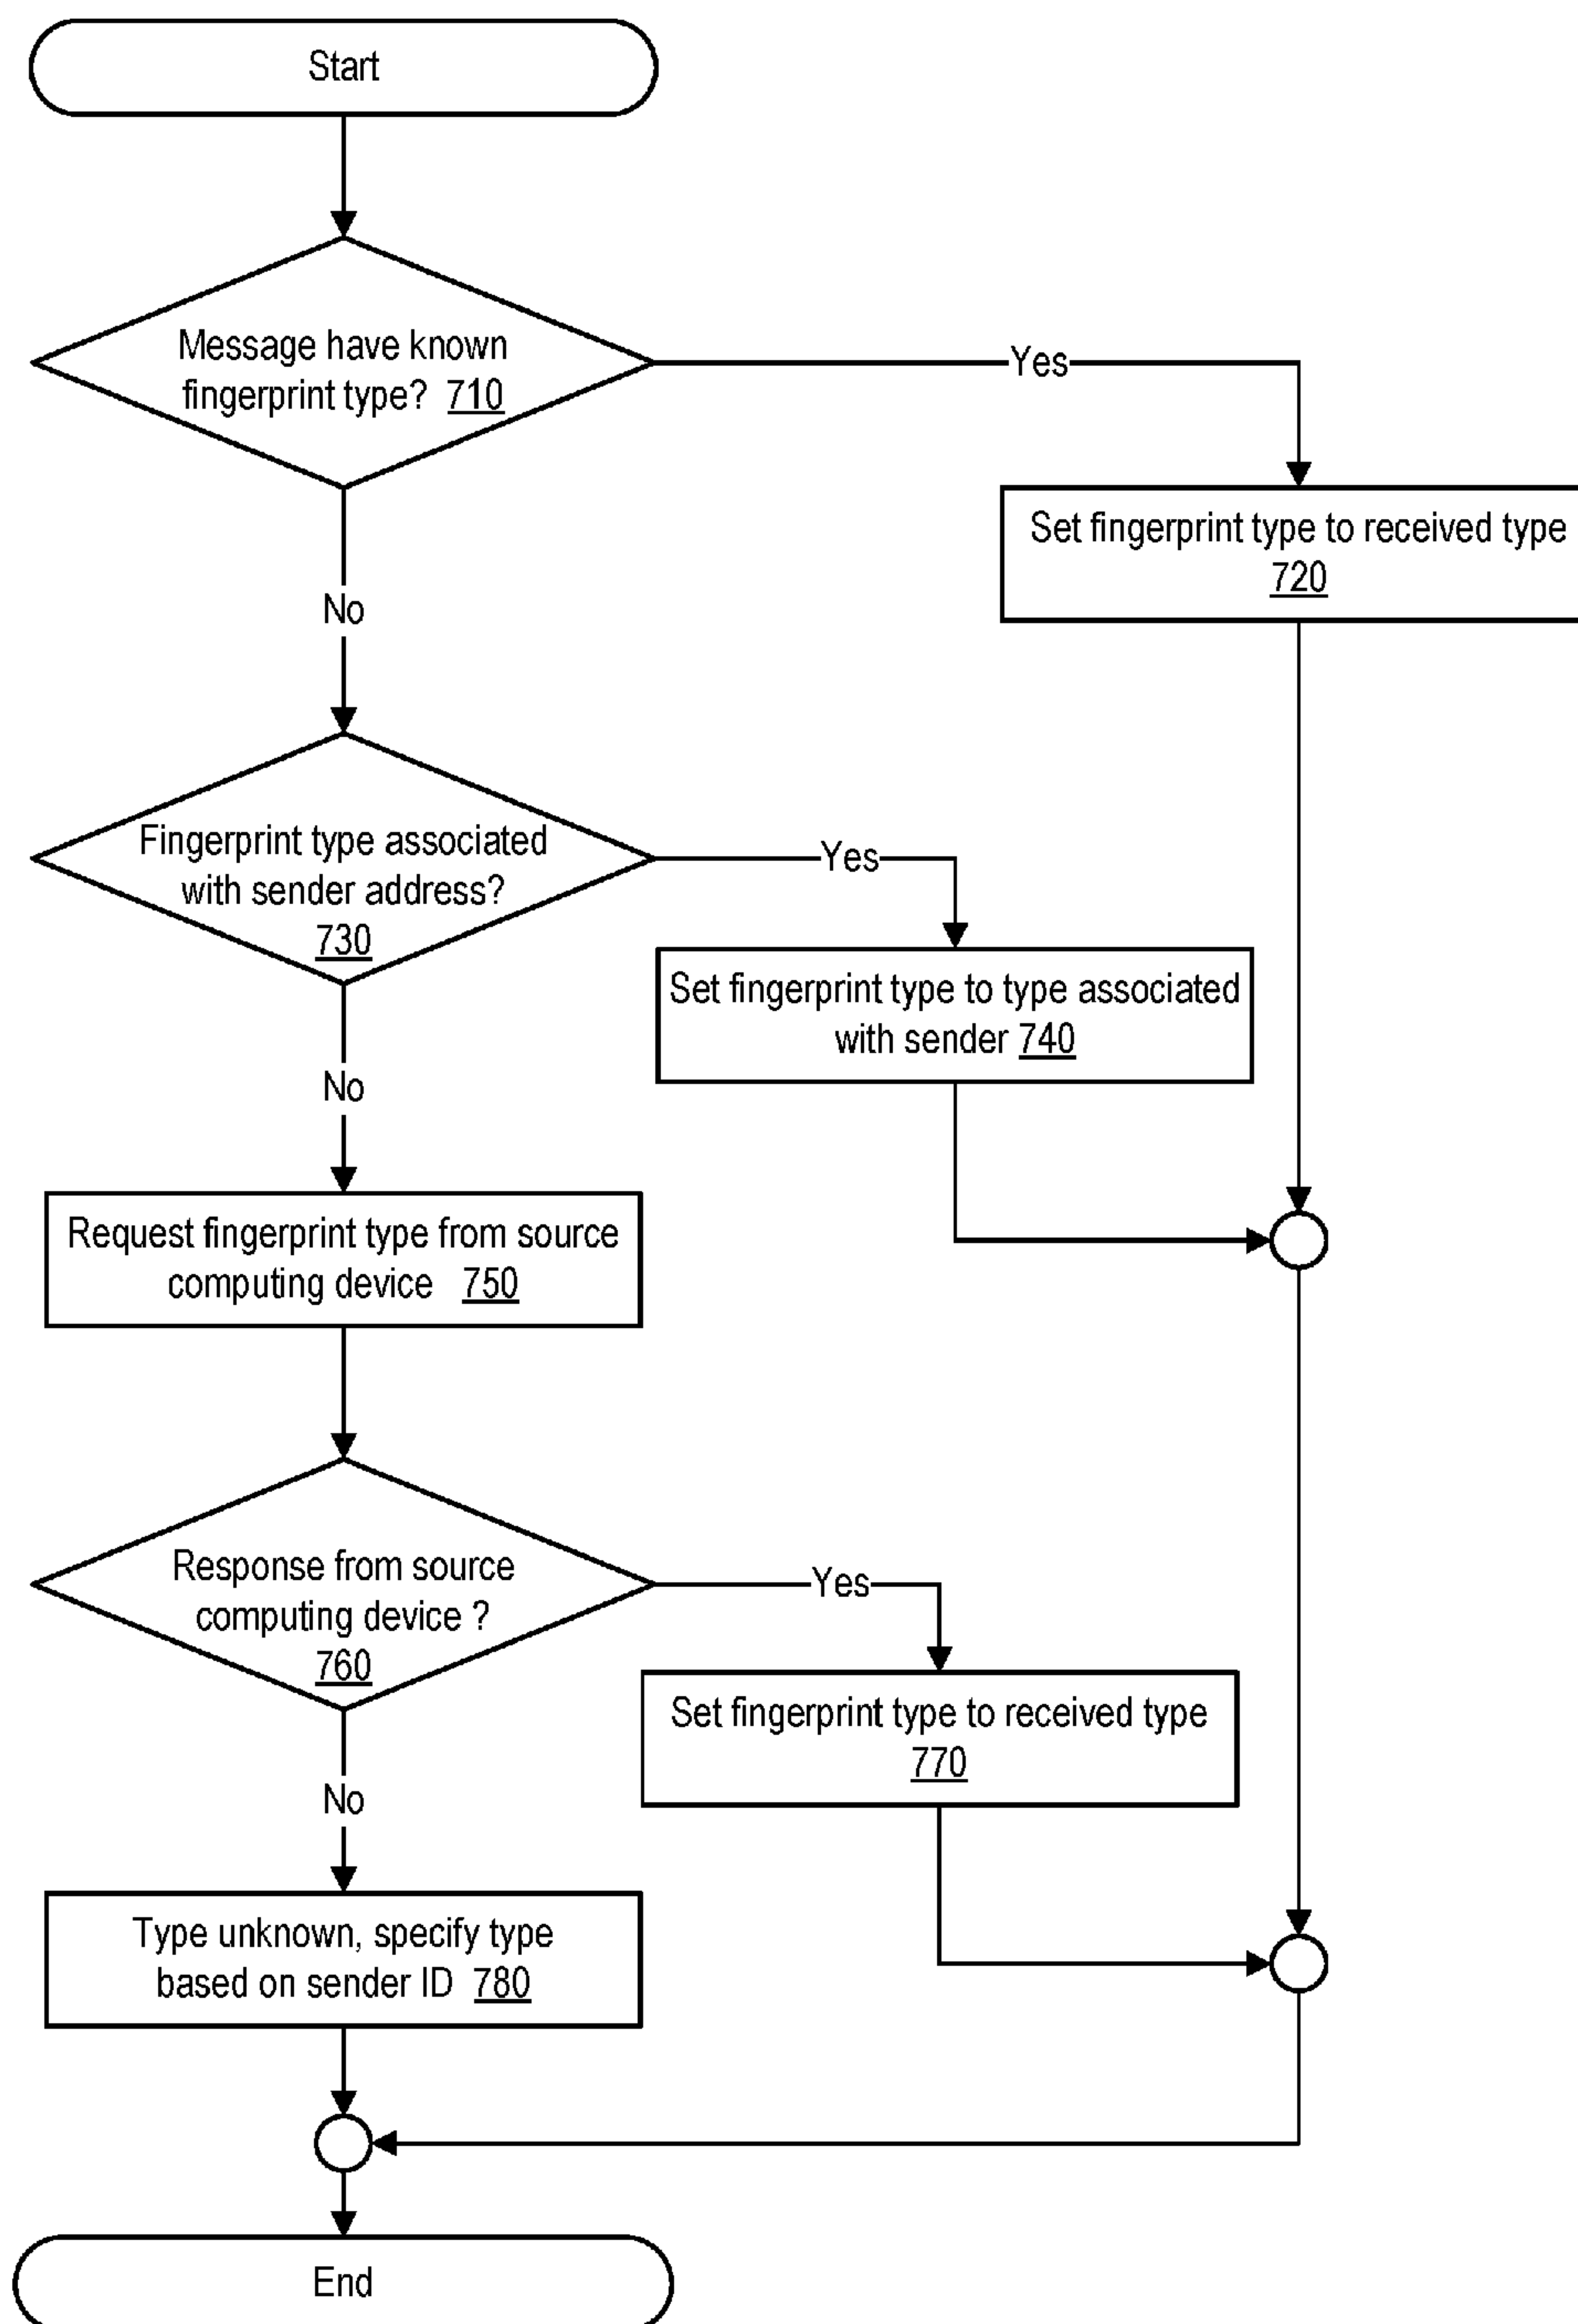 Start
Message have known
fingerprint type? 710
Yes
Set fingerprint type to received type
720
No
Fingerprint type associated
with sender address?
730
Yes
Set fingerprint type to type associated
with sender 740
No
Request fingerprint type from source
computing device 750
Response from source
computing device ?
760
Yes
Set fingerprint type to received type
770
No
Type unknown, specify type
based on sender ID 780
End